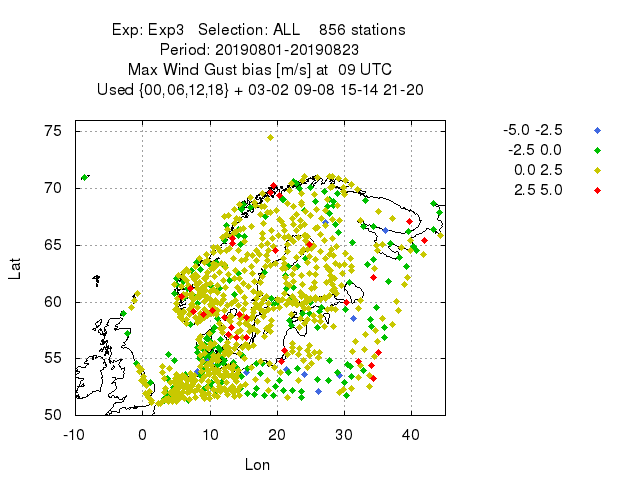 Exp: Exp3 Selection: ALL 856 stations
Period: 20190801-20190823
Max Wind Gust bias [m/s] at 09 UTC
Used {00,06,12,18} + 03-02 09-08 15-14 21-20
-5.0 -2.5
-2.5 0.0
0.0 2.5
2.5 5.0
75
70
65
60
55
50
Lat
-10 0 10 20 30 40
Lon